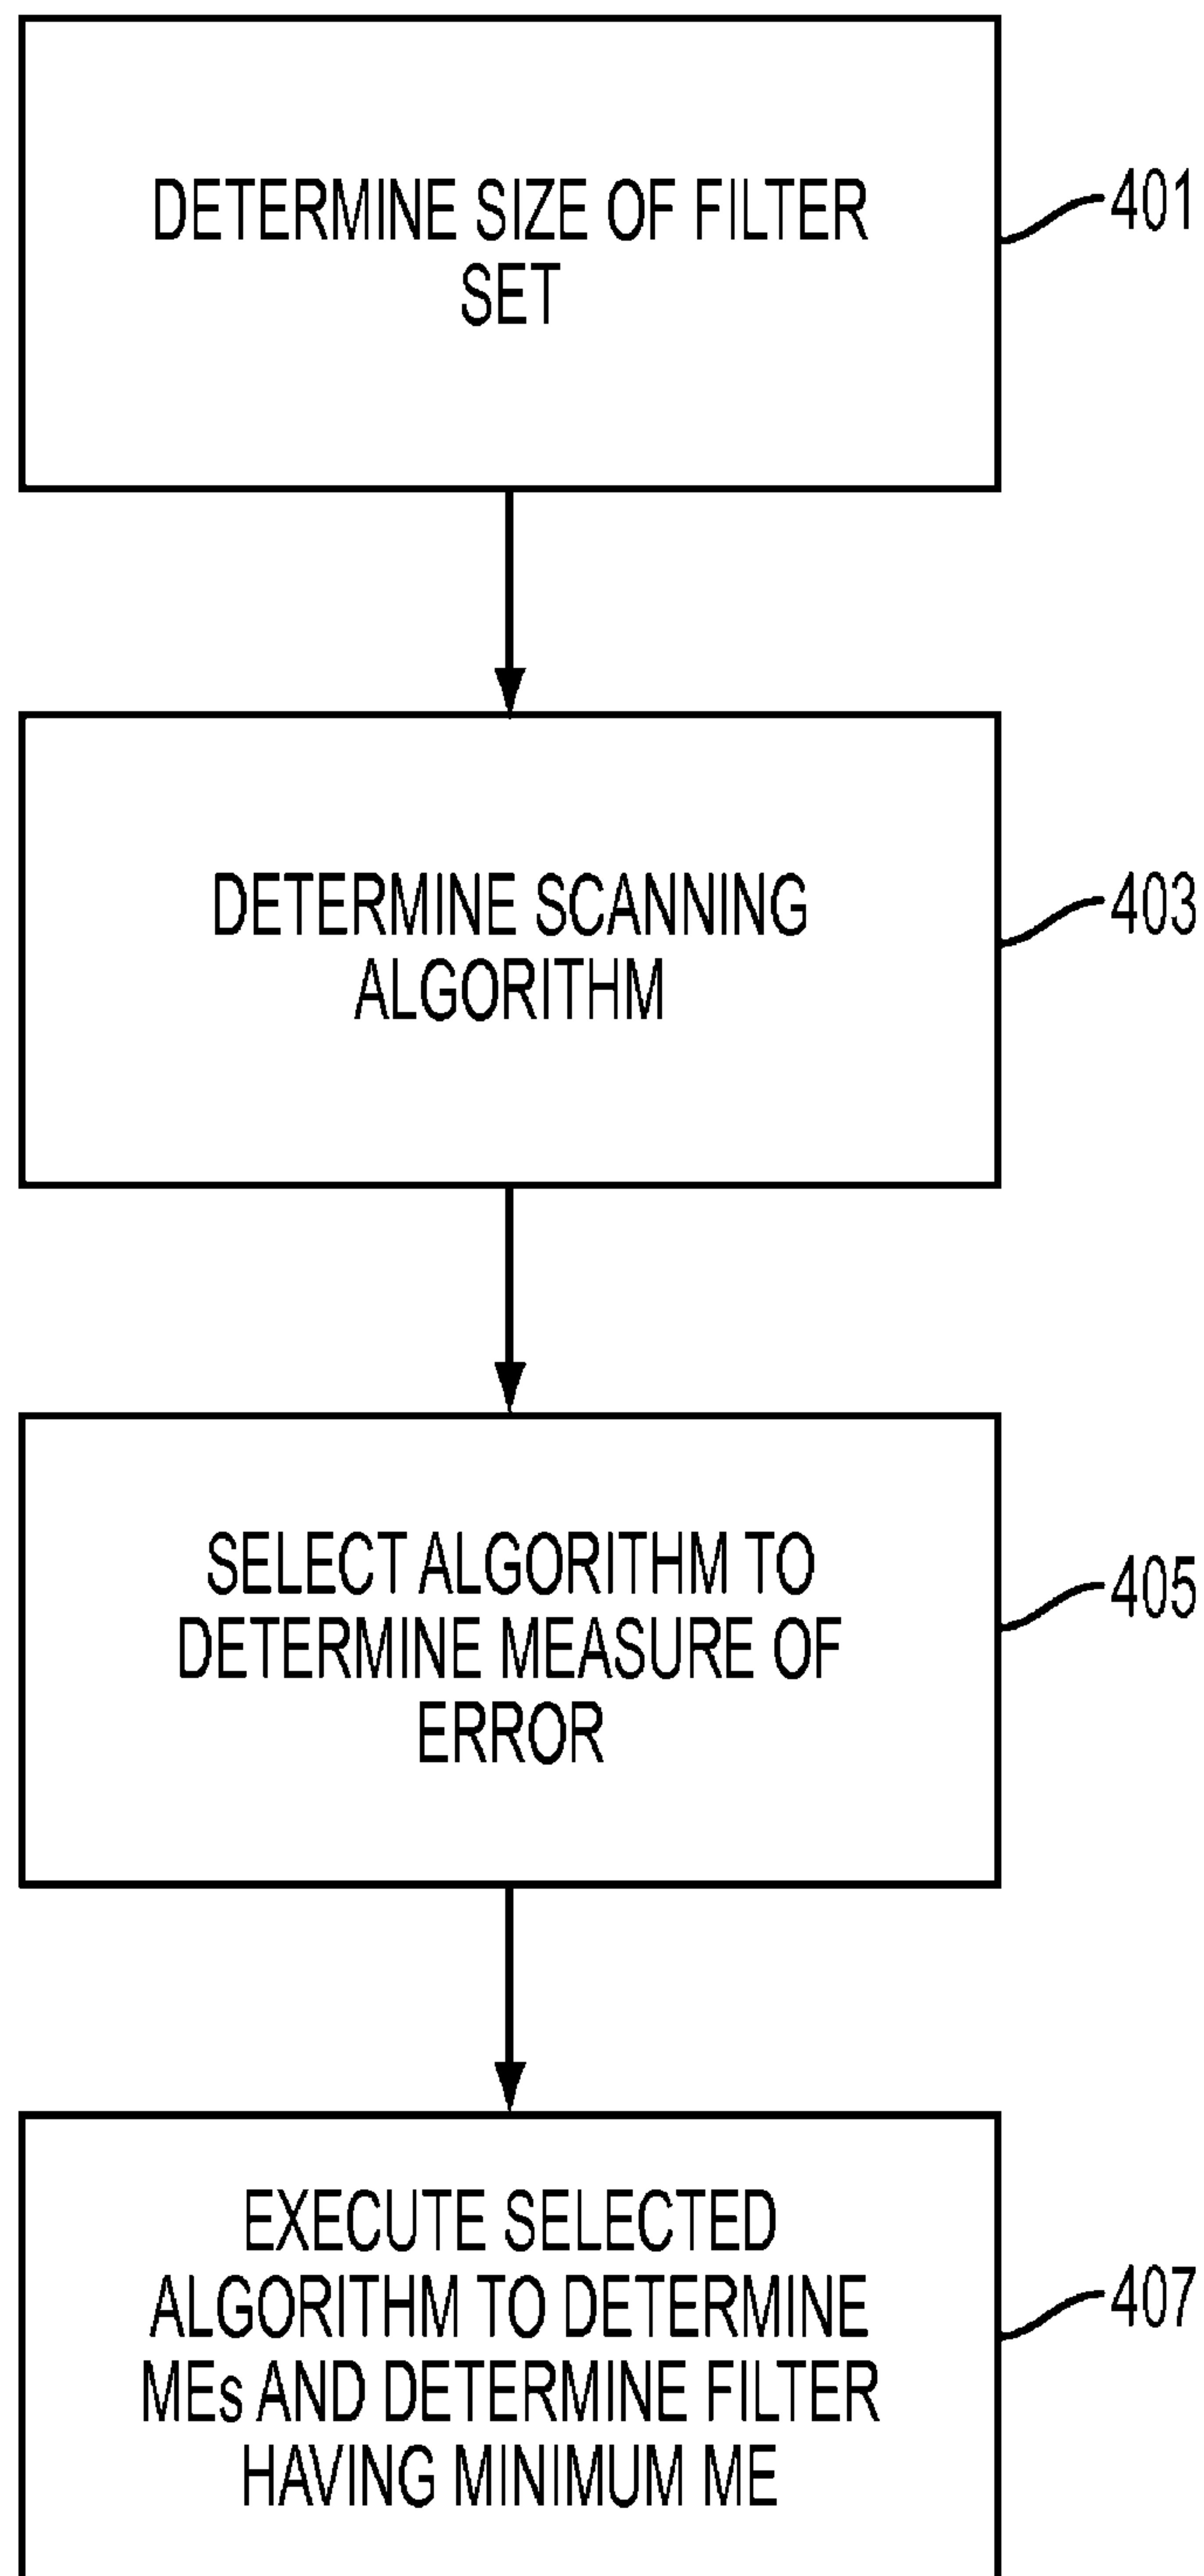 DETERMINE SIZE OF FILTER
SET
401
DETERMINE SCANNING
ALGORITHM
403
SELECT ALGORITHM TO
DETERMINE MEASURE OF
ERROR
405
EXECUTE SELECTED
ALGORITHM TO DETERMINE
MEs AND DETERMINE FILTER
HAVING MINIMUM ME
407